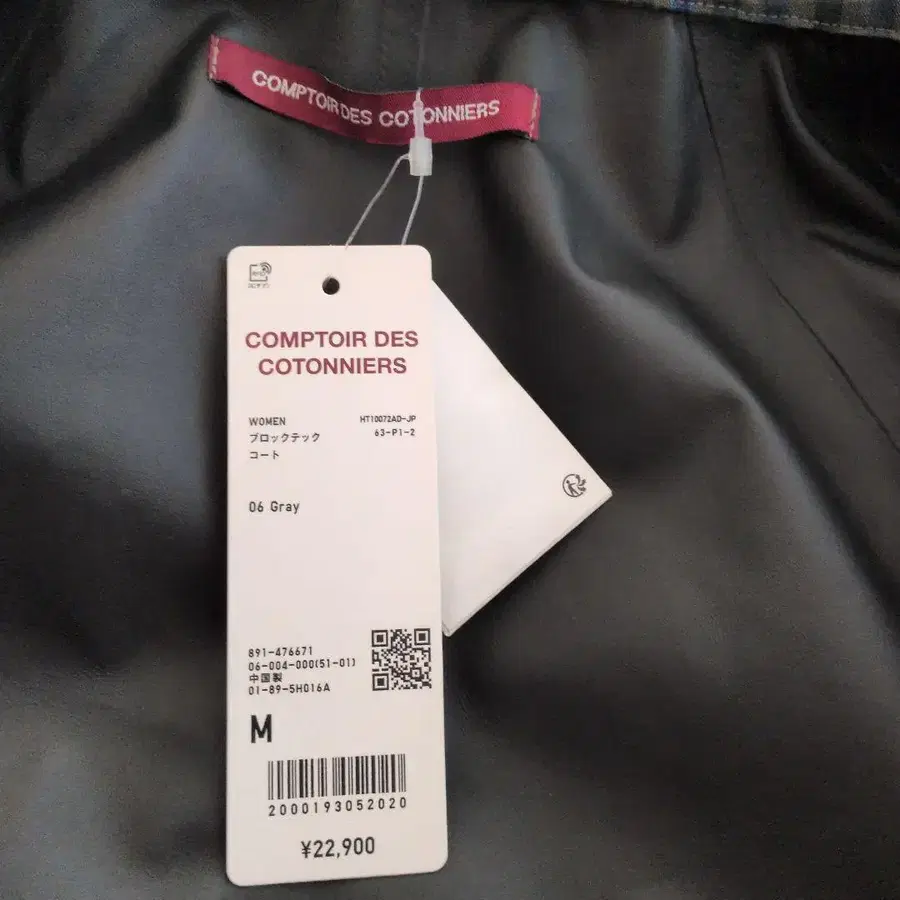 COMPTOIR DES COTONNIERS
COMPTOIR DES
COTONNIERS
WOMEN
HT10072AD-JP
ブロックテック
63-P1-2
コート
06 Gray
891-476671
06-004-000(51-01)
中国製
01-89-5H016A
M
2000193052020
¥22,900